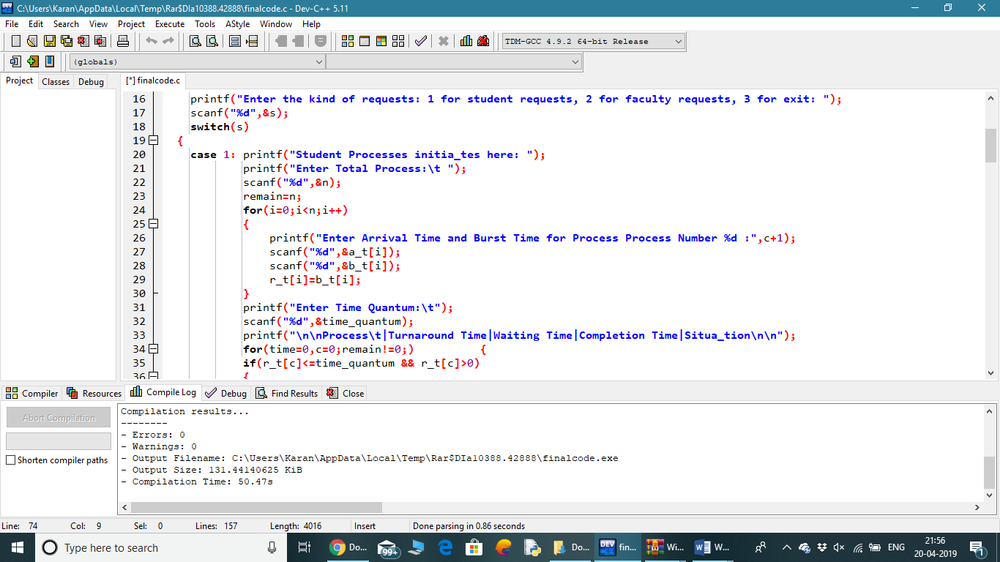 C:\Users\Karan\AppData\Local\Temp\Rar$DIa10388.42888\finalcode.c - Dev-C++ 5.11
File Edit Search View Project Execute Tools AStyle Window Help
TDM-GCC 4.9.2 64-bit Release
(globals)
Project Classes Debug
[*] finalcode.c
16 printf("Enter the kind of requests: 1 for student requests, 2 for faculty requests, 3 for exit: ");
17 scanf("%d",&s);
18 switch(s)
19 {
20 case 1: printf("Student Processes initia_tes here: ");
21 printf("Enter Total Process:\t ");
22 scanf("%d",&n);
23 remain=n;
24 for(i=0;i<n;i++)
25 {
26 printf("Enter Arrival Time and Burst Time for Process Process Number %d :",c+1);
27 scanf("%d",&a_t[i]);
28 scanf("%d",&b_t[i]);
29 r_t[i]=b_t[i];
30 }
31 printf("Enter Time Quantum:\t");
32 scanf("%d",&time_quantum);
33 printf("\n\nProcess\t|Turnaround Time|Waiting Time|Completion Time|Situa_tion\n\n");
34 for(time=0,c=0;remain!=0;) {
35 if(r_t[c]<=time_quantum && r_t[c]>0)
36 {
Compiler Resources Compile Log Debug Find Results Close
Abort Compilation
Shorten compiler paths
Compilation results...
--------
- Errors: 0
- Warnings: 0
- Output Filename: C:\Users\Karan\AppData\Local\Temp\Rar$DIa10388.42888\finalcode.exe
- Output Size: 131.44140625 KiB
- Compilation Time: 50.47s
Line: 74 Col: 9 Sel: 0 Lines: 157 Length: 4016 Insert Done parsing in 0.86 seconds
Type here to search
Do...
99+
Do...
DEV
fin...
Wi...
W...
ENG
21:56
20-04-2019
1